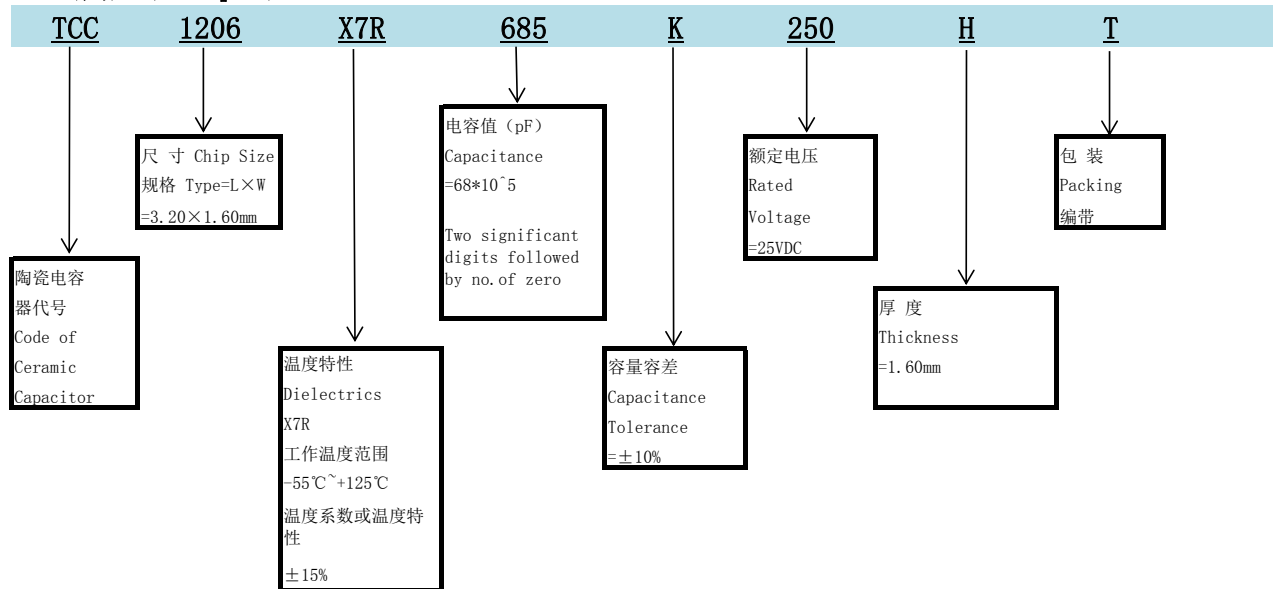 TCC 1206 X7R 685 K 250 H T
陶瓷电容
器代号
Code of
Ceramic
Capacitor
尺 寸 Chip Size
规格 Type=L×W
=3.20×1.60mm
温度特性
Dielectrics
X7R
工作温度范围
-55℃~+125℃
温度系数或温度特
性
±15%
电容值（pF）
Capacitance
=68*10^5
Two significant
digits followed
by no.of zero
容量容差
Capacitance
Tolerance
=±10%
额定电压
Rated
Voltage
=25VDC
厚 度
Thickness
=1.60mm
包 装
Packing
编带